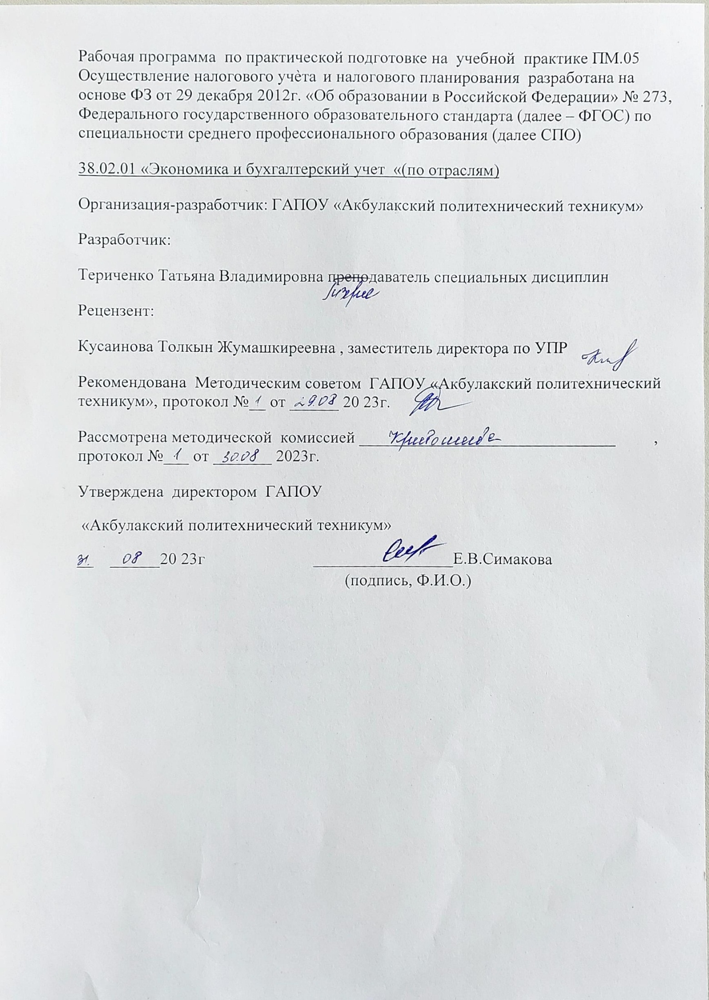 Рабочая программа по практической подготовке на учебной практике ПМ.05
Осуществление налогового учѐта и налогового планирования разработана на
основе ФЗ от 29 декабря 2012г. «Об образовании в Российской Федерации» № 273,
Федерального государственного образовательного стандарта (далее – ФГОС) по
специальности среднего профессионального образования (далее СПО)
38.02.01 «Экономика и бухгалтерский учет «(по отраслям)
Организация-разработчик: ГАПОУ «Акбулакский политехнический техникум»
Разработчик:
Териченко Татьяна Владимировна преподаватель специальных дисциплин
Рецензент:
Кусаинова Толкын Жумашкиреевна , заместитель директора по УПР
Рекомендована Методическим советом ГАПОУ «Акбулакский политехнический
техникум», протокол № 1 от 29.08 20 23г.
Рассмотрена методической комиссией ,
протокол № 1 от 30.08 2023г.
Утверждена директором ГАПОУ
«Акбулакский политехнический техникум»
31. 08 20 23г Е.В.Симакова
(подпись, Ф.И.О.)